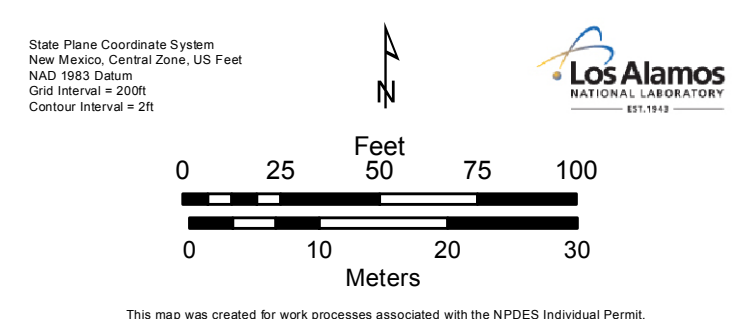 State Plane Coordinate System
New Mexico, Central Zone, US Feet
NAD 1983 Datum
Grid Interval = 200ft
Contour Interval = 2ft
N
Los Alamos
NATIONAL LABORATORY
EST.1943
Feet
0 25 50 75 100
0 10 20 30
Meters
This map was created for work processes associated with the NPDES Individual Permit.